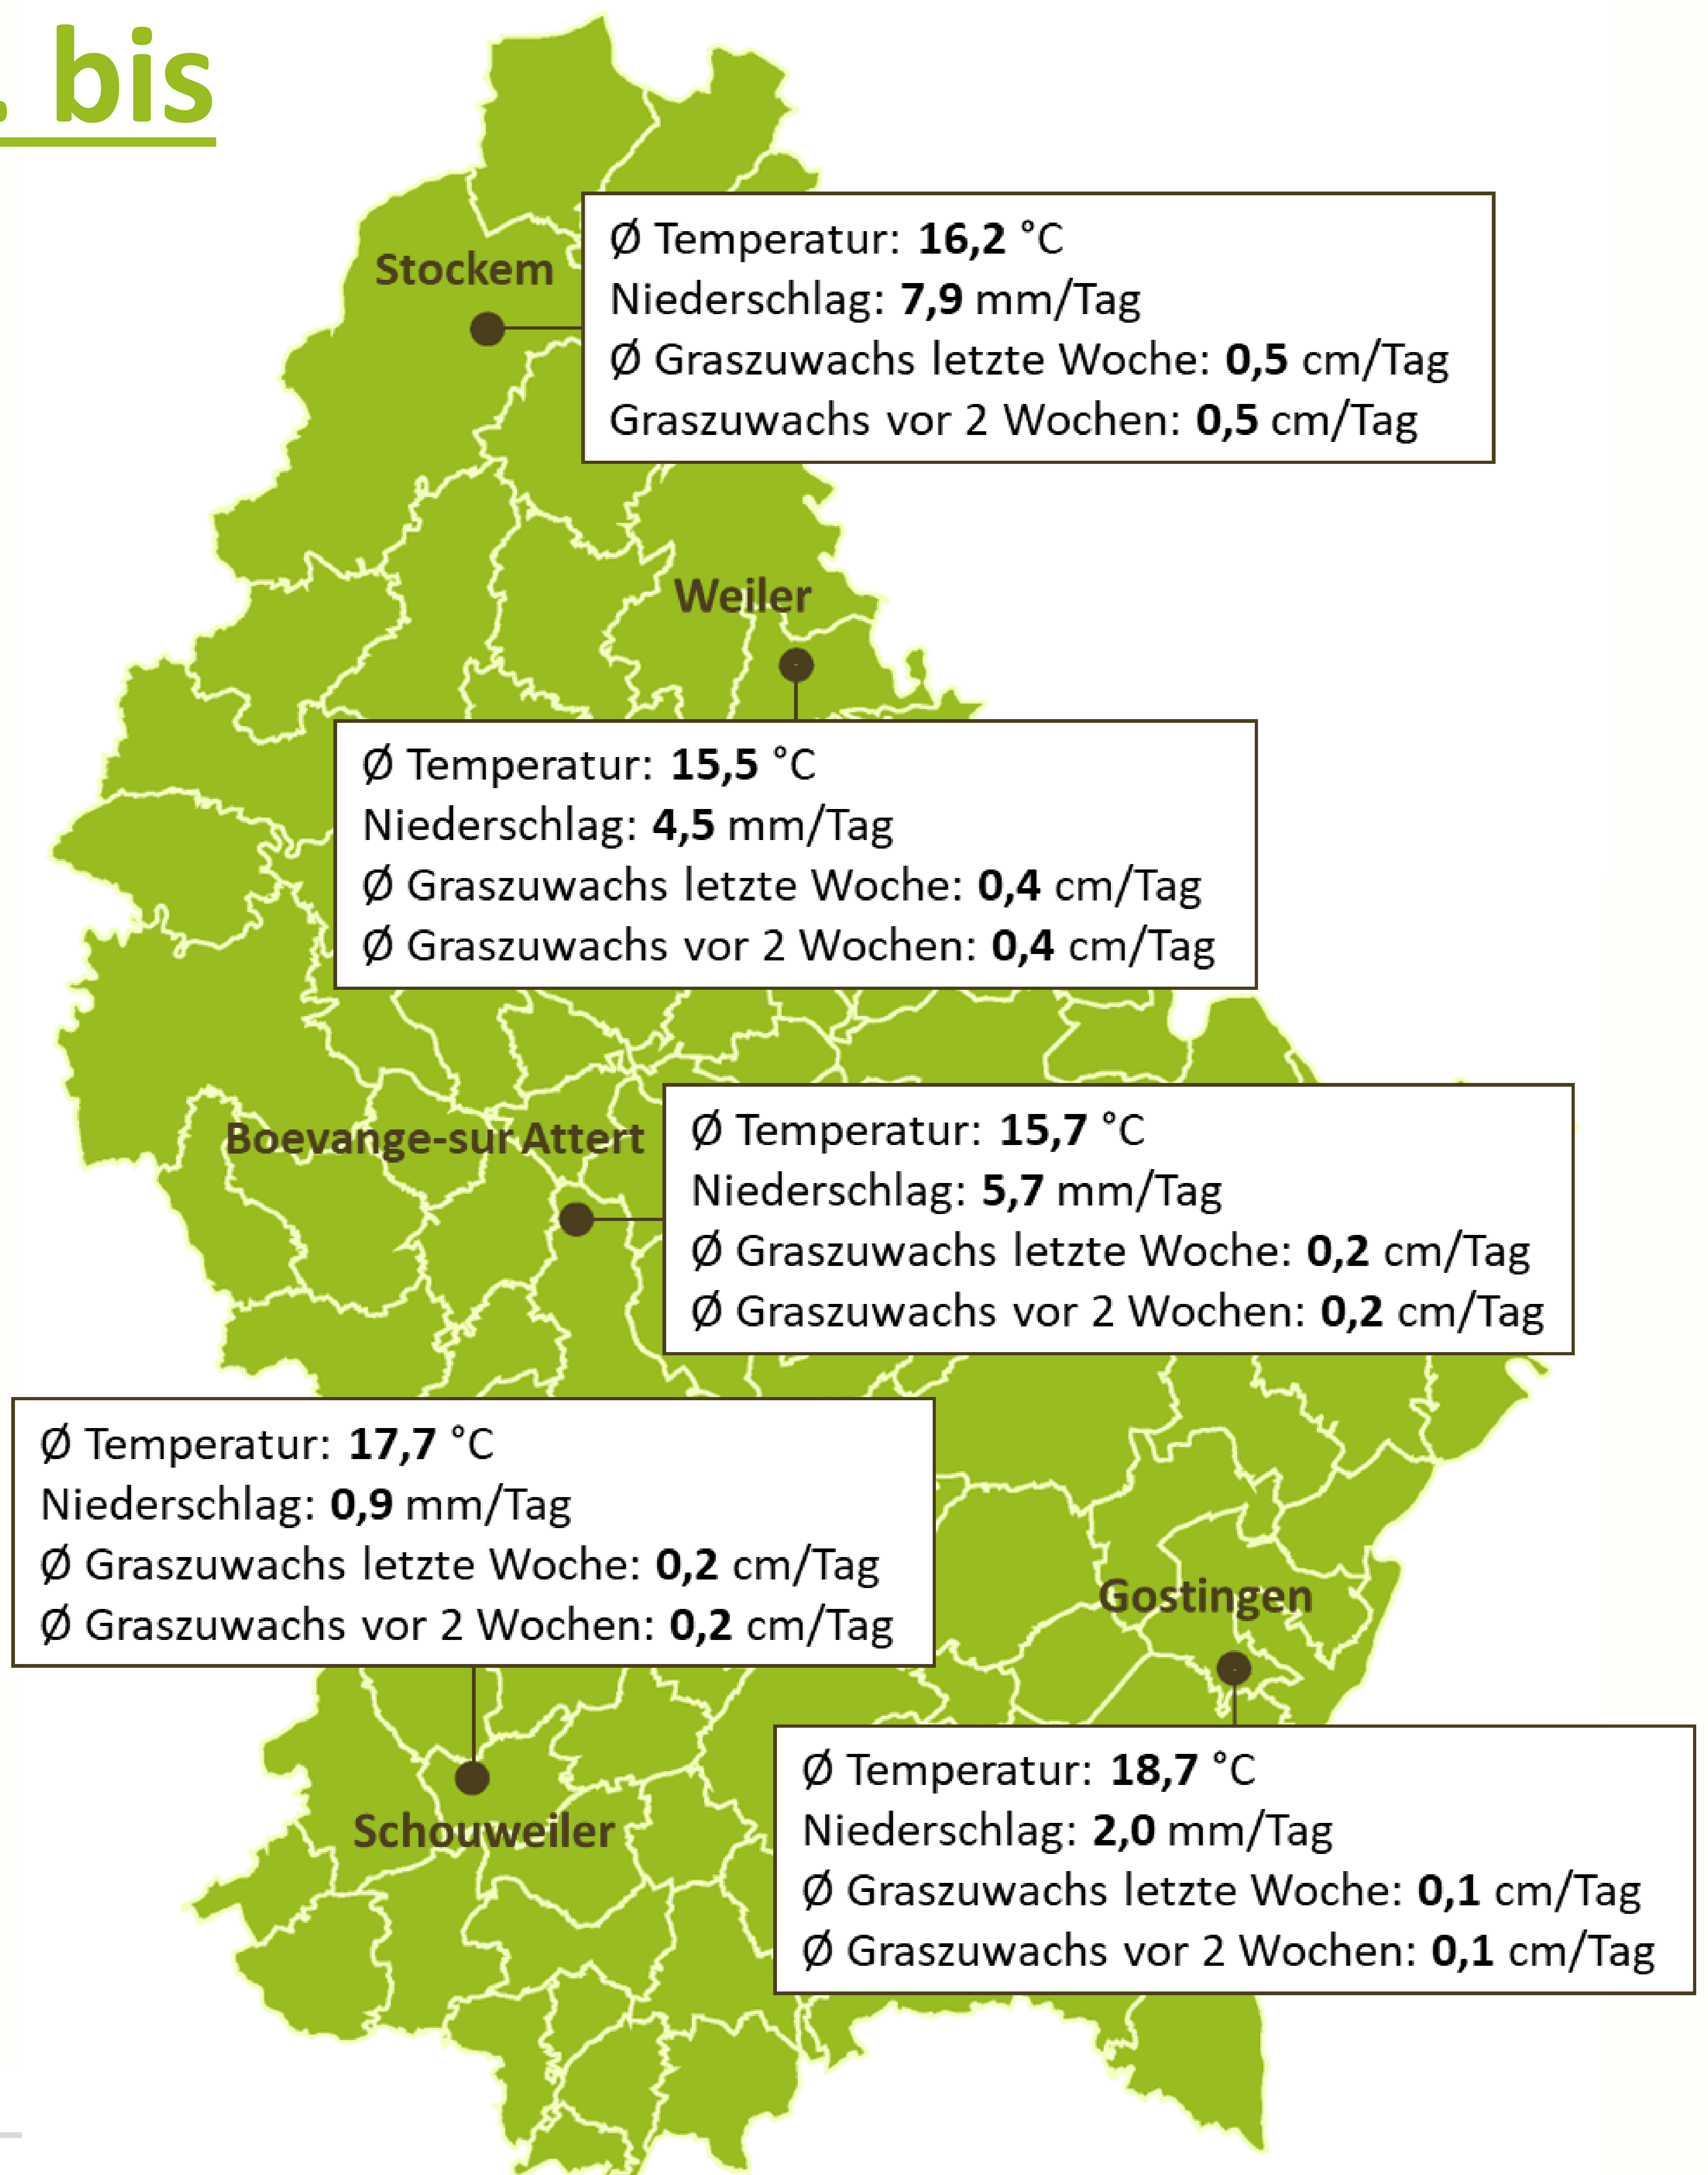 . bis
Stockem
Ø Temperatur: 16,2 °C
Niederschlag: 7,9 mm/Tag
Ø Graszuwachs letzte Woche: 0,5 cm/Tag
Graszuwachs vor 2 Wochen: 0,5 cm/Tag
Weiler
Ø Temperatur: 15,5 °C
Niederschlag: 4,5 mm/Tag
Ø Graszuwachs letzte Woche: 0,4 cm/Tag
Ø Graszuwachs vor 2 Wochen: 0,4 cm/Tag
Boevange-sur Attert
Ø Temperatur: 15,7 °C
Niederschlag: 5,7 mm/Tag
Ø Graszuwachs letzte Woche: 0,2 cm/Tag
Ø Graszuwachs vor 2 Wochen: 0,2 cm/Tag
Ø Temperatur: 17,7 °C
Niederschlag: 0,9 mm/Tag
Ø Graszuwachs letzte Woche: 0,2 cm/Tag
Ø Graszuwachs vor 2 Wochen: 0,2 cm/Tag
Schouweiler
Gostingen
Ø Temperatur: 18,7 °C
Niederschlag: 2,0 mm/Tag
Ø Graszuwachs letzte Woche: 0,1 cm/Tag
Ø Graszuwachs vor 2 Wochen: 0,1 cm/Tag